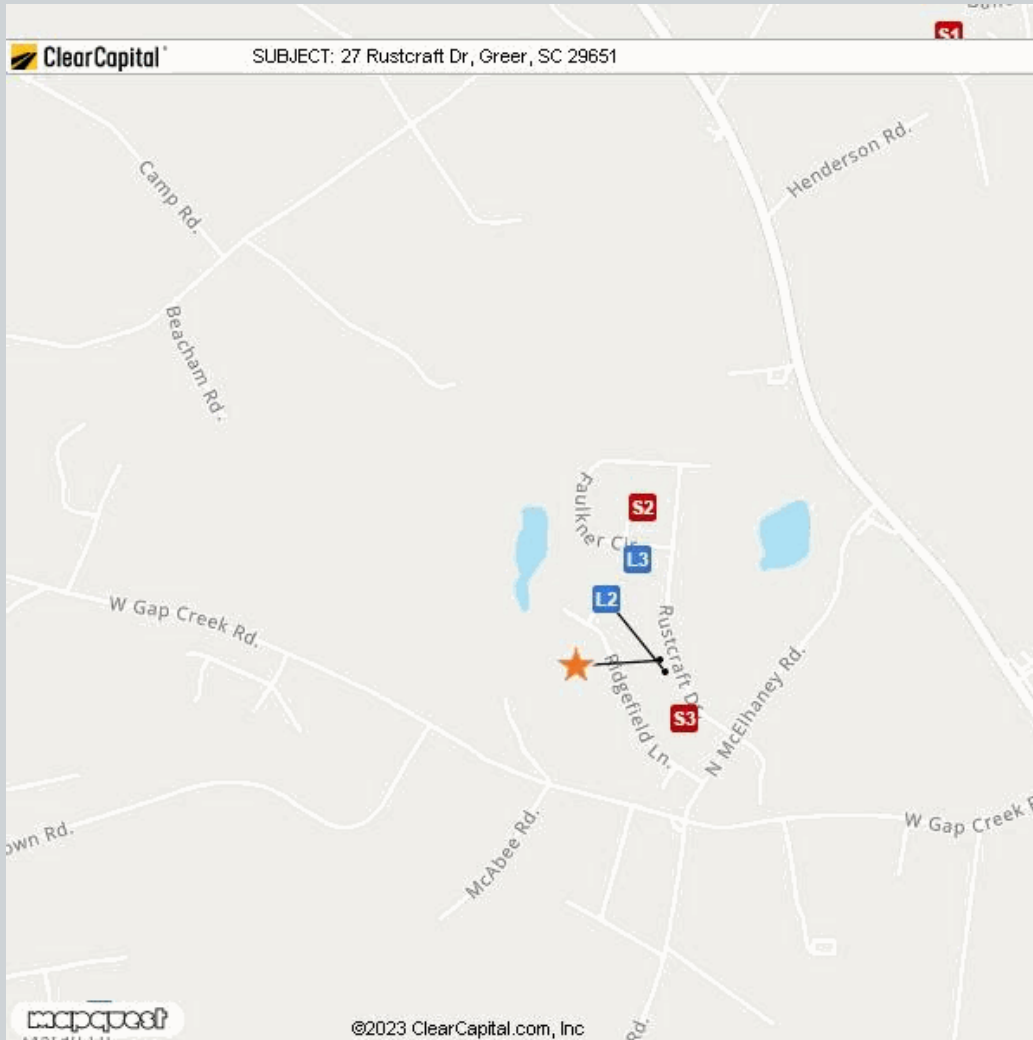 S1
ClearCapital
SUBJECT: 27 Rustcraft Dr, Greer, SC 29651
Henderson Rd.
Camp Rd.
Beacham Rd.
Faulkner Cir.
S2
L3
L2
Rustcraft Dr.
Ridgefield Ln.
S3
N McElhaney Rd.
W Gap Creek Rd.
W Gap Creek
McAbee Rd.
Rd.
mapquest
©2023 ClearCapital.com, Inc
Rd.